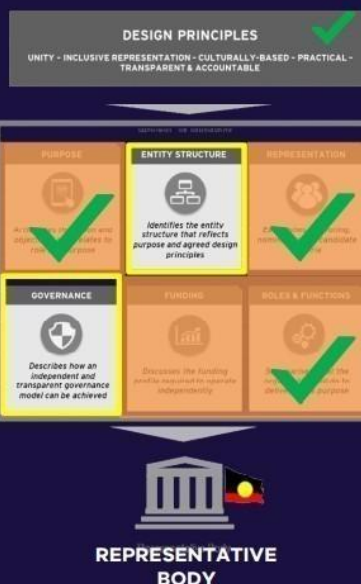 DESIGN PRINCIPLES
UNITY - INCLUSIVE REPRESENTATION - CULTURALLY-BASED - PRACTICAL -
TRANSPARENT & ACCOUNTABLE
PURPOSE
ENTITY STRUCTURE
Identifies the entity
structure that reflects
purpose and agreed design
principles
REPRESENTATION
GOVERNANCE
Describes how an
independent and
transparent governance
model can be achieved
FUNDING
Discusses the funding
profile required to operate
independently
ROLES & FUNCTIONS
REPRESENTATIVE
BODY